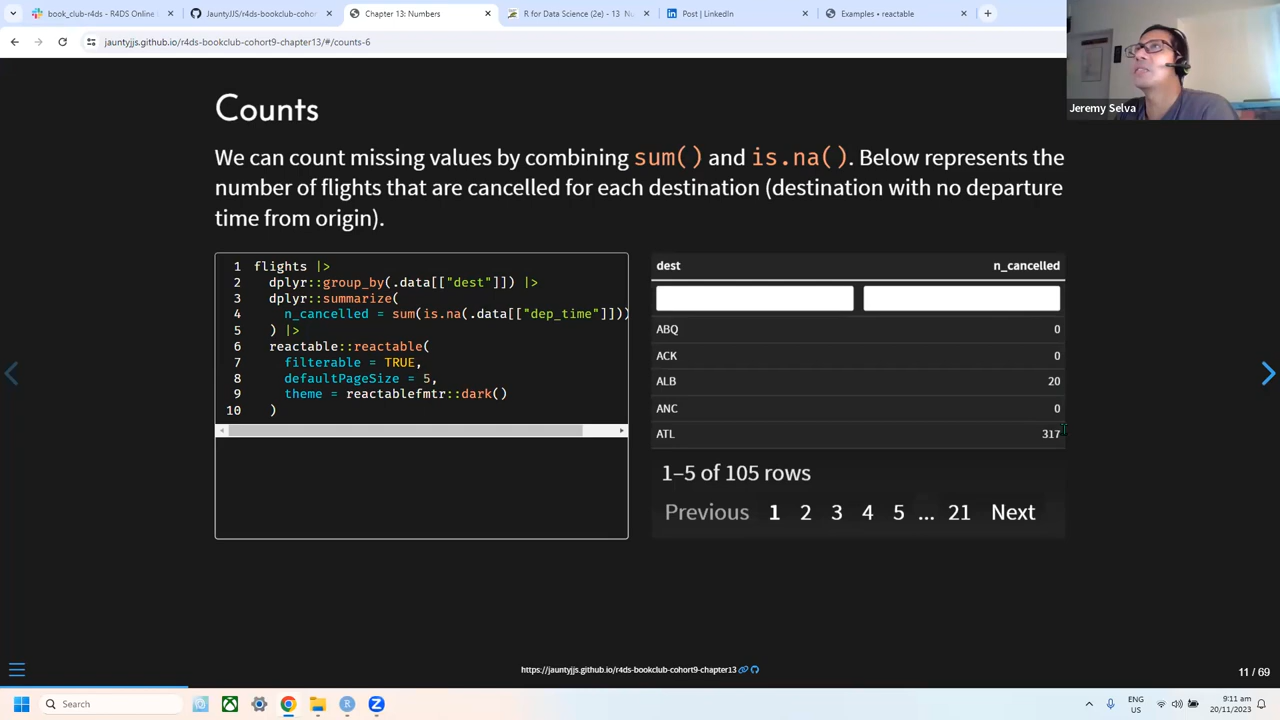 book_club-r4ds - R4DS Online
JauntyJJS/r4ds-bookclub-cohor
Chapter 13: Numbers
R for Data Science (2e) - 13 N
Post | LinkedIn
Examples – reactable
jauntyjjs.github.io/r4ds-bookclub-cohort9-chapter13/#/counts-6
Jeremy Selva
Counts
We can count missing values by combining sum() and is.na(). Below represents the
number of flights that are cancelled for each destination (destination with no departure
time from origin).
1 flights |>
2 dplyr::group_by(.data[["dest"]]) |>
3 dplyr::summarize(
4 n_cancelled = sum(is.na(.data[["dep_time"]]))
5 ) |>
6 reactable::reactable(
7 filterable = TRUE,
8 defaultPageSize = 5,
9 theme = reactablefmtr::dark()
10 )
dest n_cancelled
ABQ 0
ACK 0
ALB 20
ANC 0
ATL 317
1–5 of 105 rows
Previous 1 2 3 4 5 ... 21 Next
https://jauntyjjs.github.io/r4ds-bookclub-cohort9-chapter13
11 / 69
Search
ENG
US
9:11 am
20/11/2023